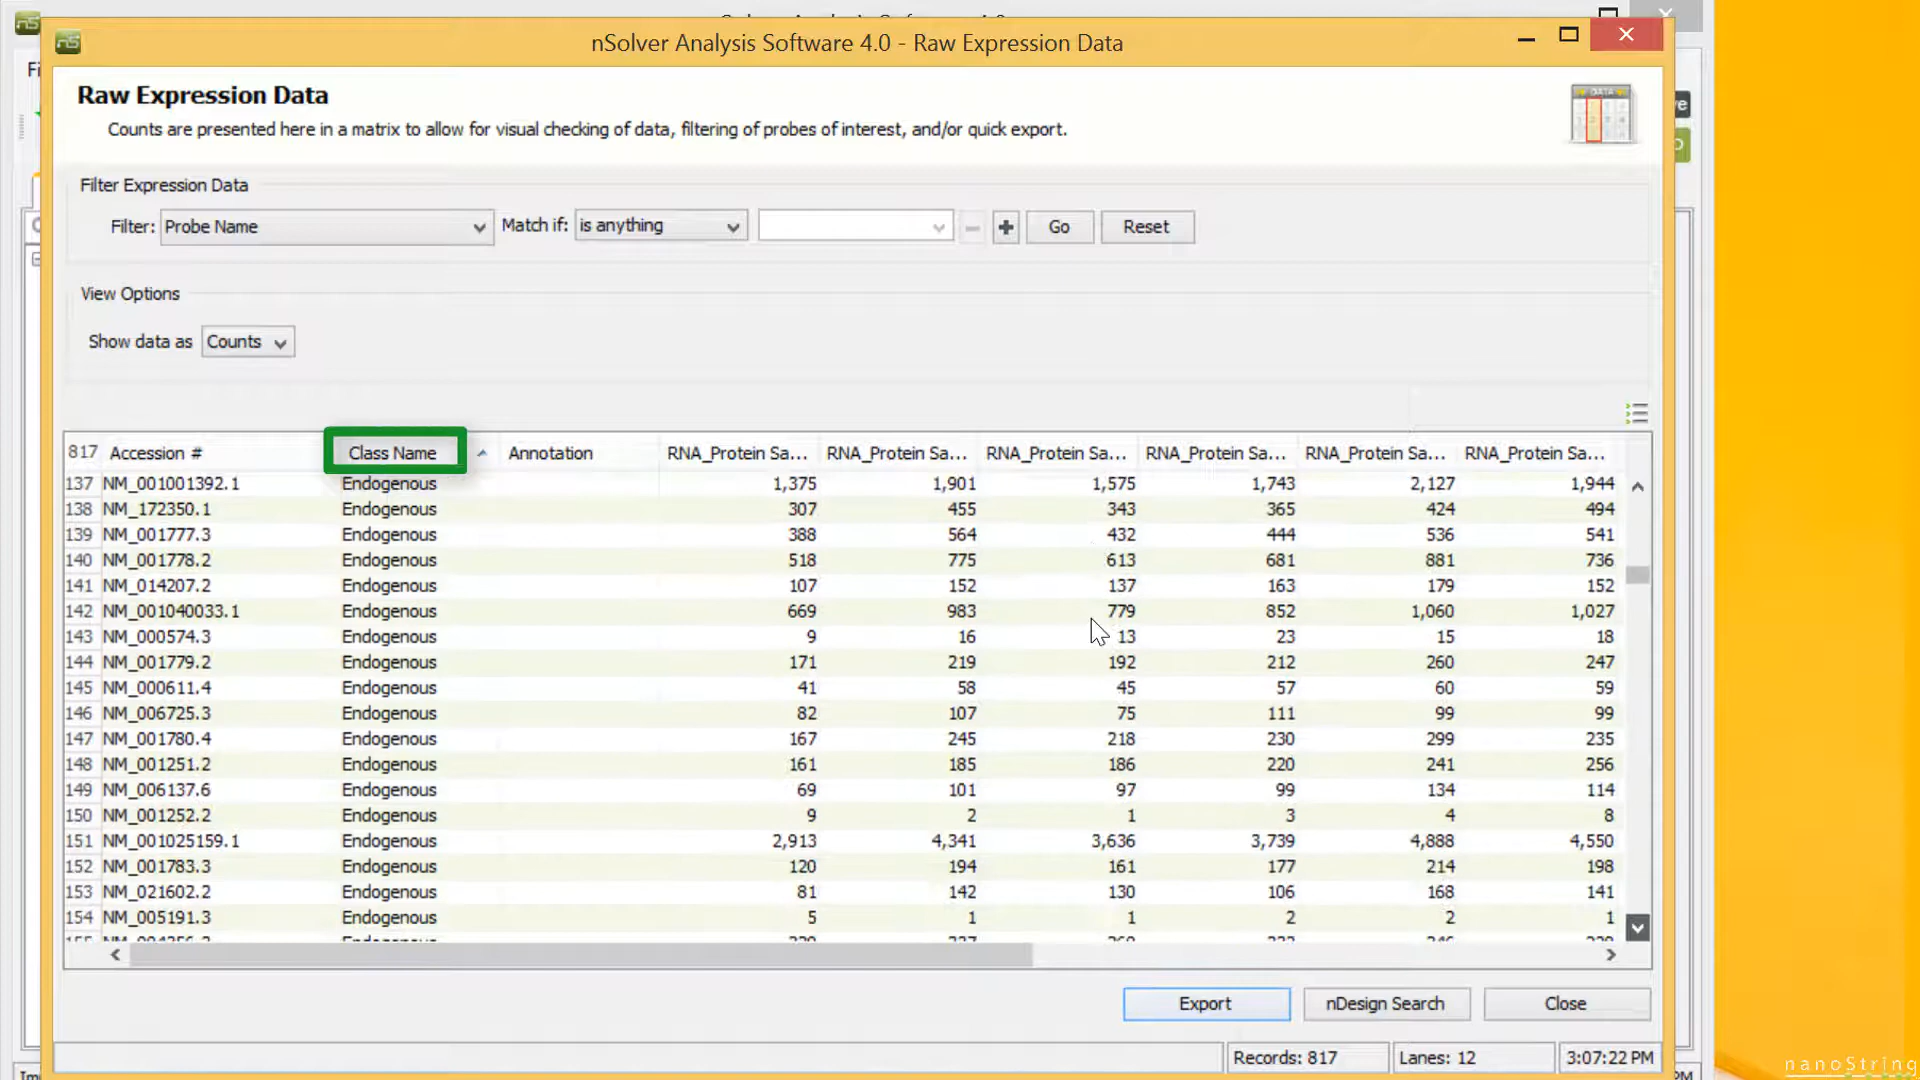 nSolver Analysis Software 4.0 - Raw Expression Data
Raw Expression Data
Counts are presented here in a matrix to allow for visual checking of data, filtering of probes of interest, and/or quick export.
DATA
Filter Expression Data
Filter: Probe Name Match if: is anything Go Reset
View Options
Show data as Counts
817 Accession # Class Name Annotation RNA_Protein Sa... RNA_Protein Sa... RNA_Protein Sa... RNA_Protein Sa... RNA_Protein Sa... RNA_Protein Sa...
137 NM_001001392.1 Endogenous 1,375 1,901 1,575 1,743 2,127 1,944
138 NM_172350.1 Endogenous 307 455 343 365 424 494
139 NM_001777.3 Endogenous 388 564 432 444 536 541
140 NM_001778.2 Endogenous 518 775 613 681 881 736
141 NM_014207.2 Endogenous 107 152 137 163 179 152
142 NM_001040033.1 Endogenous 669 983 779 852 1,060 1,027
143 NM_000574.3 Endogenous 9 16 13 23 15 18
144 NM_001779.2 Endogenous 171 219 192 212 260 247
145 NM_000611.4 Endogenous 41 58 45 57 60 59
146 NM_006725.3 Endogenous 82 107 75 111 99 99
147 NM_001780.4 Endogenous 167 245 218 230 299 235
148 NM_001251.2 Endogenous 161 185 186 220 241 256
149 NM_006137.6 Endogenous 69 101 97 99 134 114
150 NM_001252.2 Endogenous 9 2 1 3 4 8
151 NM_001025159.1 Endogenous 2,913 4,341 3,636 3,739 4,888 4,550
152 NM_001783.3 Endogenous 120 194 161 177 214 198
153 NM_021602.2 Endogenous 81 142 130 106 168 141
154 NM_005191.3 Endogenous 5 1 1 2 2 1
Export nDesign Search Close
Records: 817 Lanes: 12 3:07:22 PM
nanoString